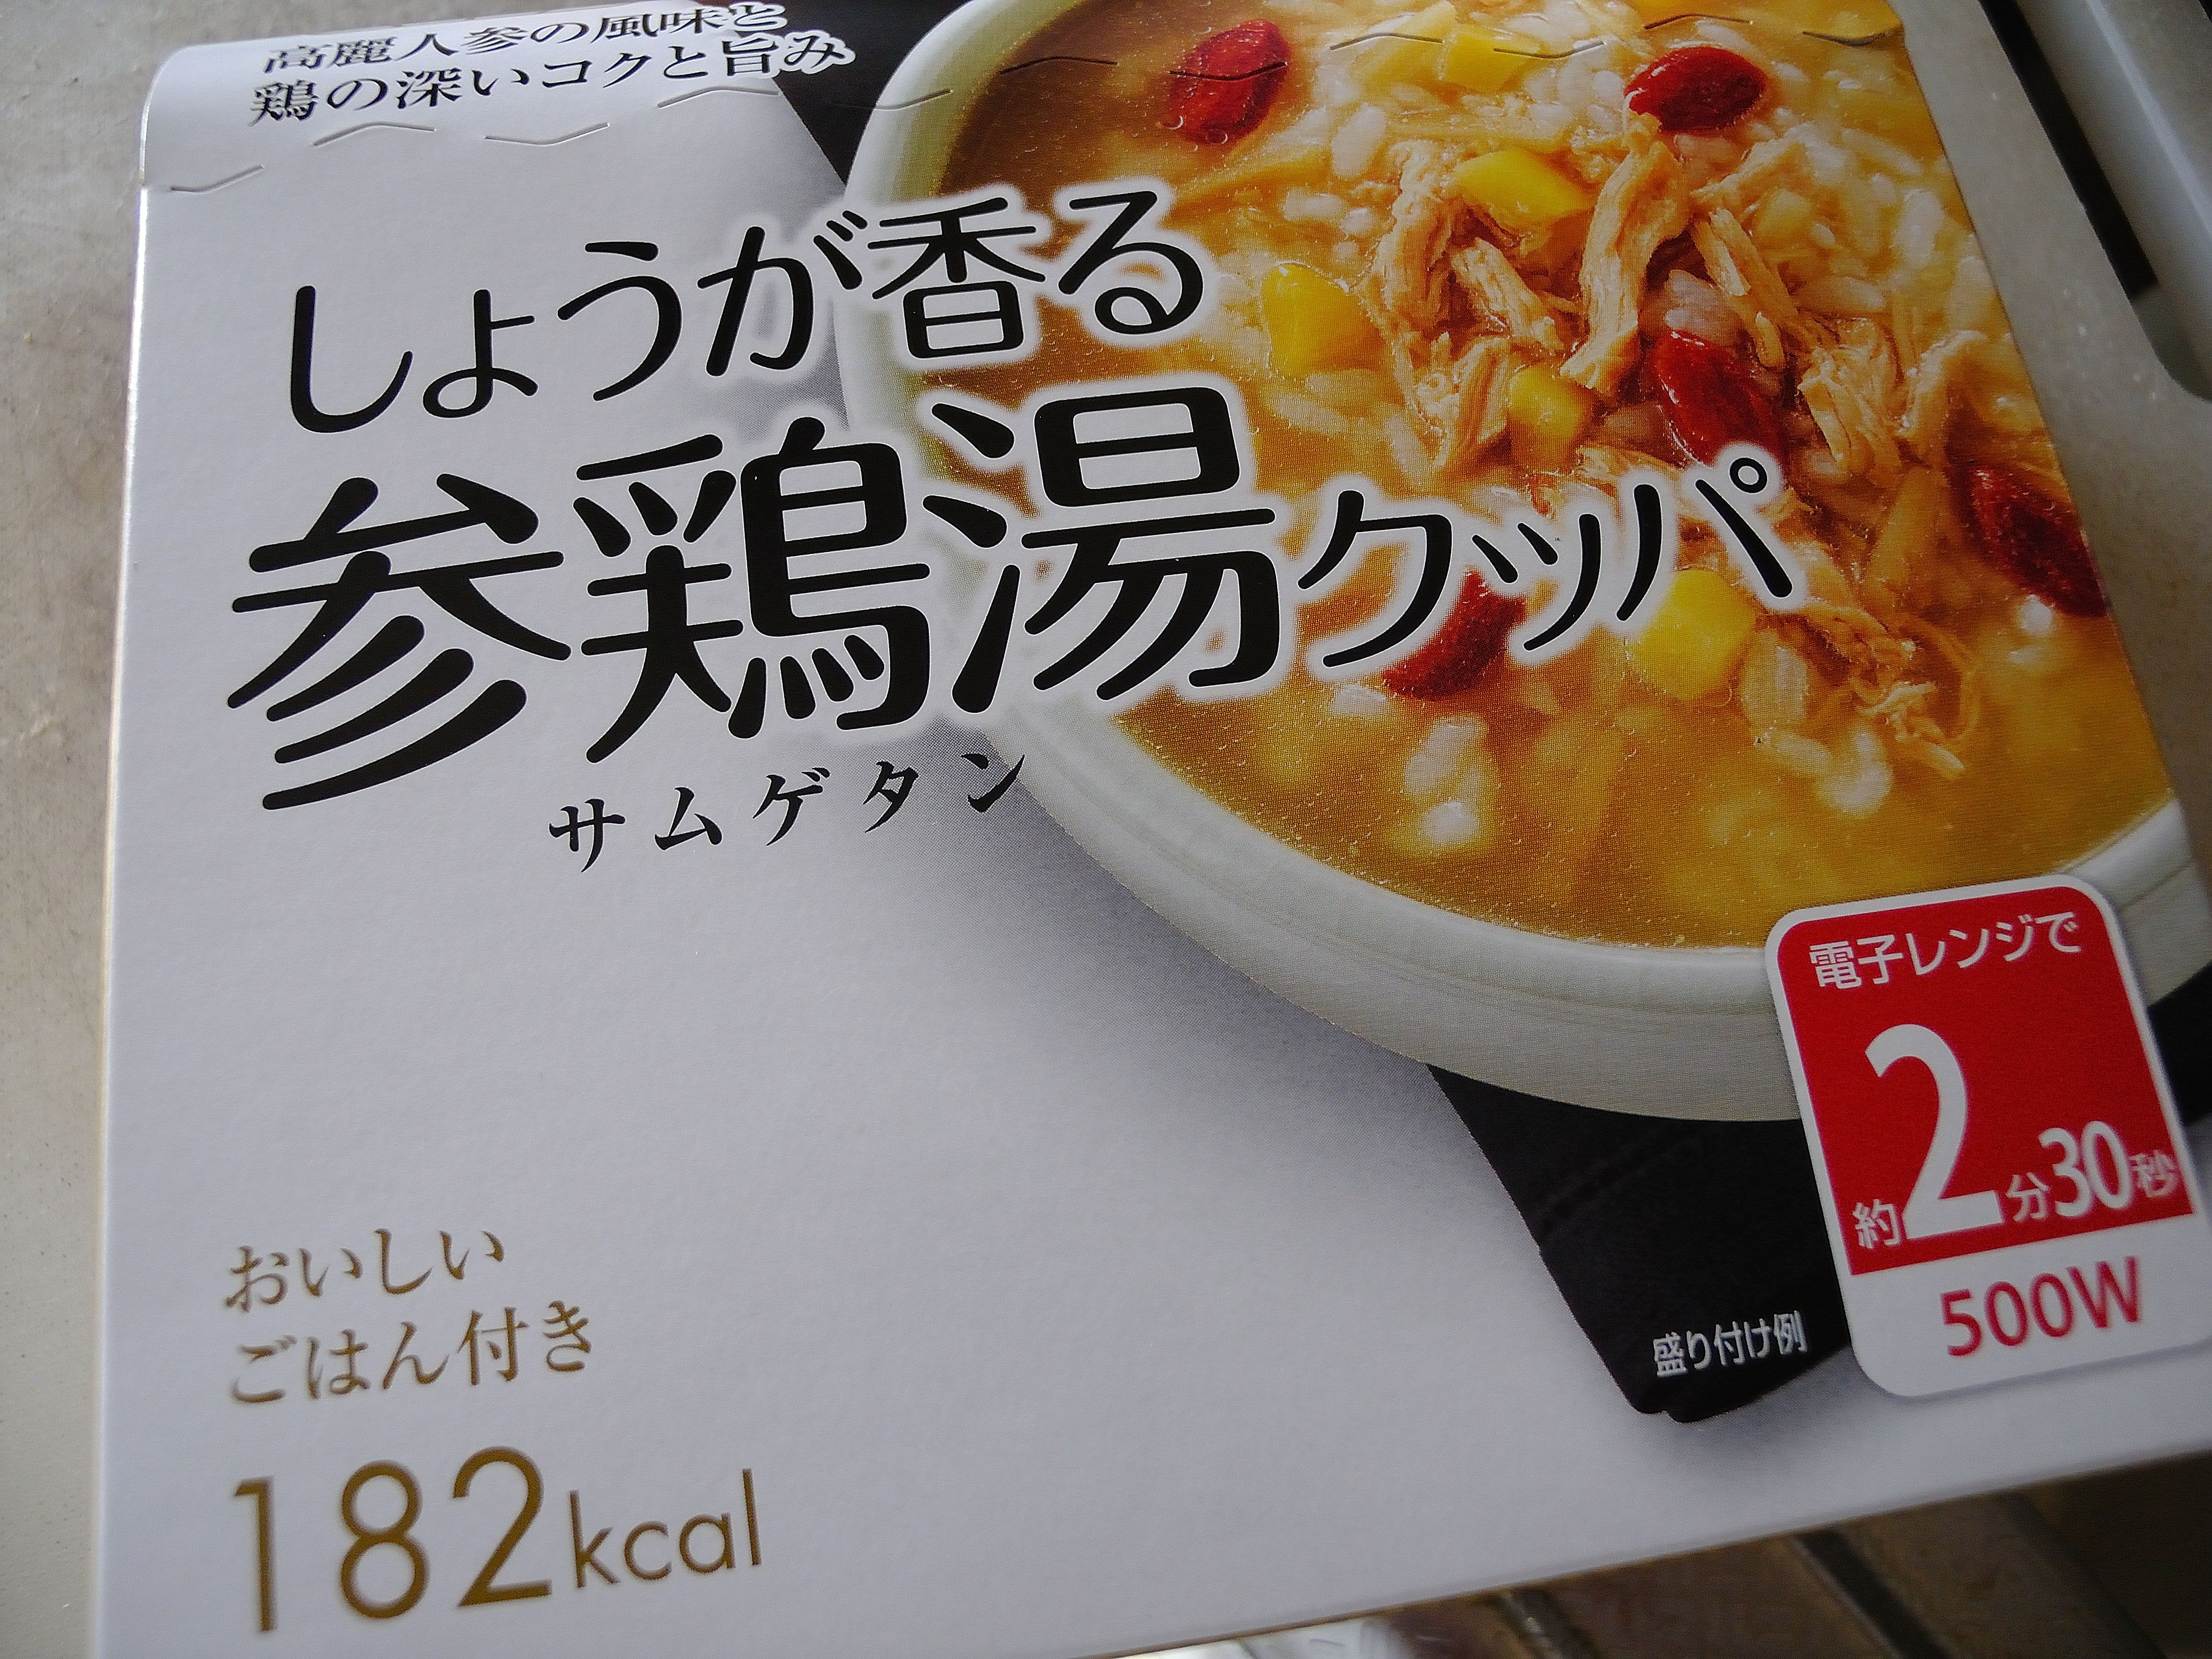 高麗人参の風味と
鶏の深いコクと旨み
しょうが香る
参鶏湯クッパ
サムゲタン
電子レンジで
約2分30秒
500W
盛り付け例
おいしい
ごはん付き
182kcal